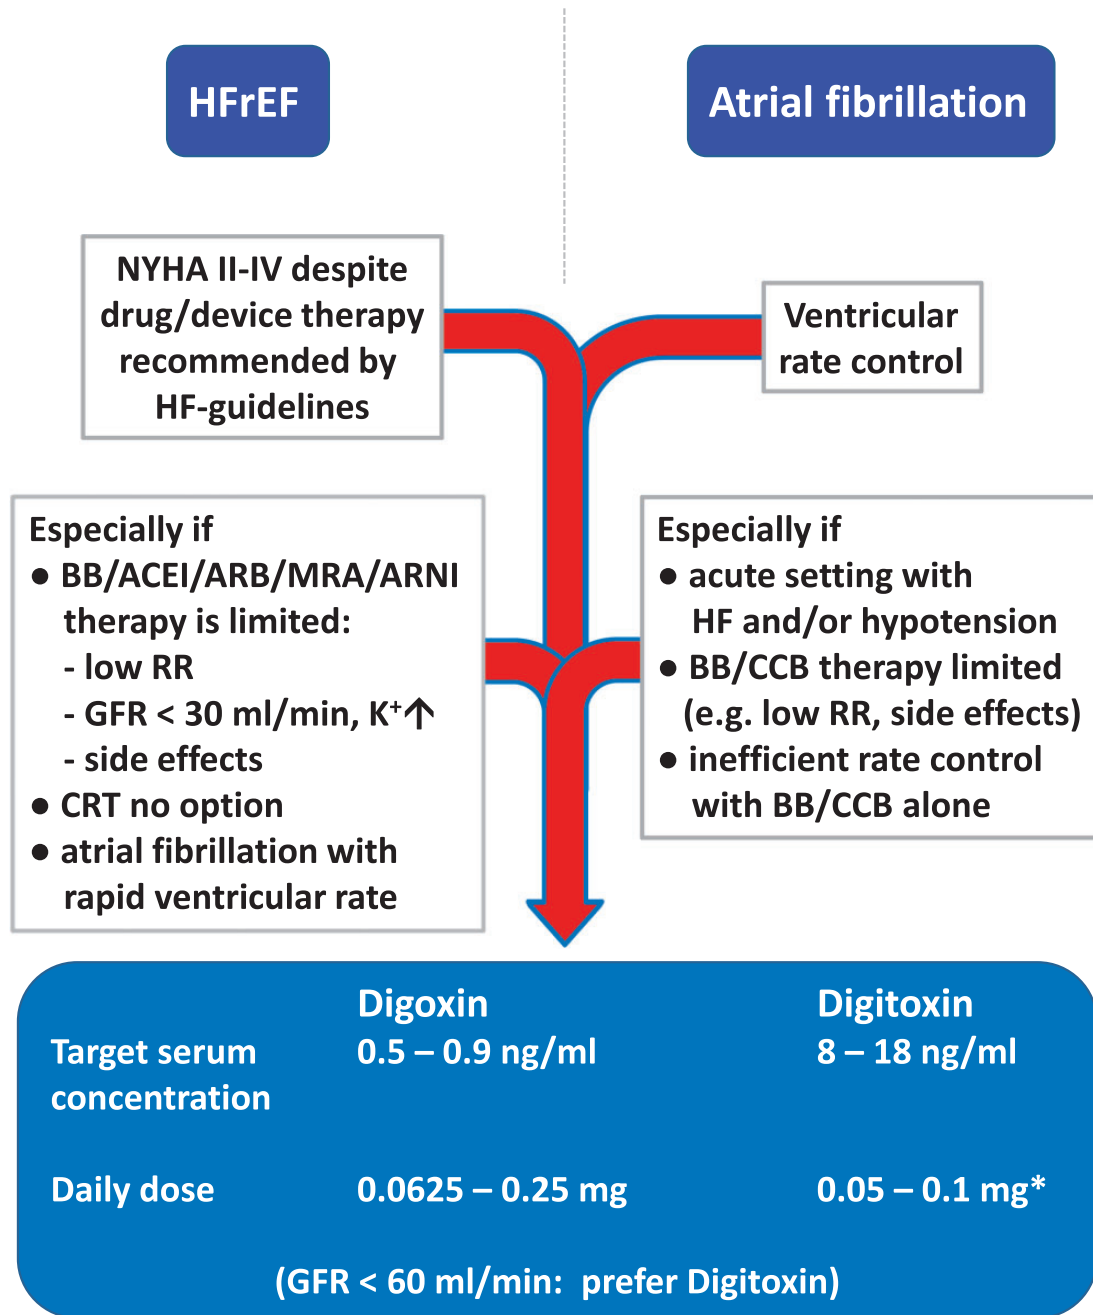 HFrEF
Atrial fibrillation
NYHA II-IV despite
drug/device therapy
recommended by
HF-guidelines
Ventricular
rate control
Especially if
● BB/ACEI/ARB/MRA/ARNI
therapy is limited:
- low RR
- GFR < 30 ml/min, K⁺↑
- side effects
● CRT no option
● atrial fibrillation with
rapid ventricular rate
Especially if
● acute setting with
HF and/or hypotension
● BB/CCB therapy limited
(e.g. low RR, side effects)
● inefficient rate control
with BB/CCB alone
Digoxin Digitoxin
Target serum 0.5 – 0.9 ng/ml 8 – 18 ng/ml
concentration
Daily dose 0.0625 – 0.25 mg 0.05 – 0.1 mg*
(GFR < 60 ml/min: prefer Digitoxin)